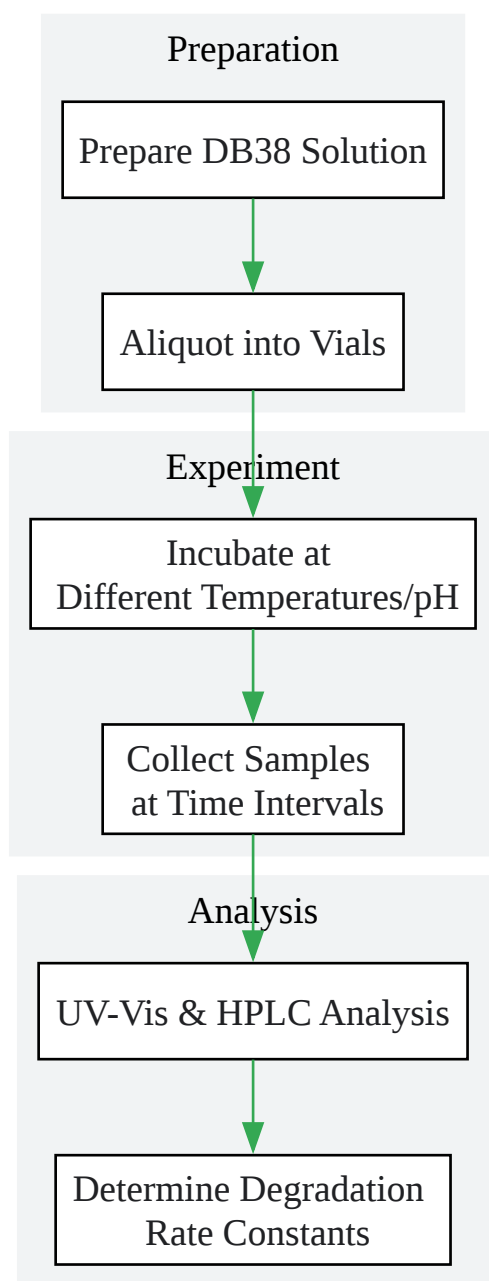 Preparation
Prepare DB38 Solution
Aliquot into Vials
Experiment
Incubate at
Different Temperatures/pH
Collect Samples
at Time Intervals
Analysis
UV-Vis & HPLC Analysis
Determine Degradation
Rate Constants